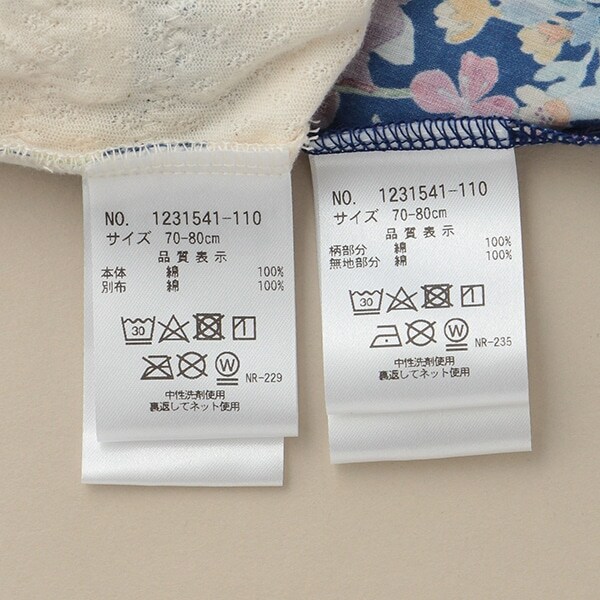 NO. 1231541-110
サイズ 70-80cm
品質表示
本体 綿 100%
別布 綿 100%
30
NR-229
W
中性洗剤使用
裏返してネット使用
NO. 1231541-110
サイズ 70-80cm
品質表示
柄部分 綿 100%
無地部分 綿 100%
30
W NR-235
中性洗剤使用
裏返してネット使用